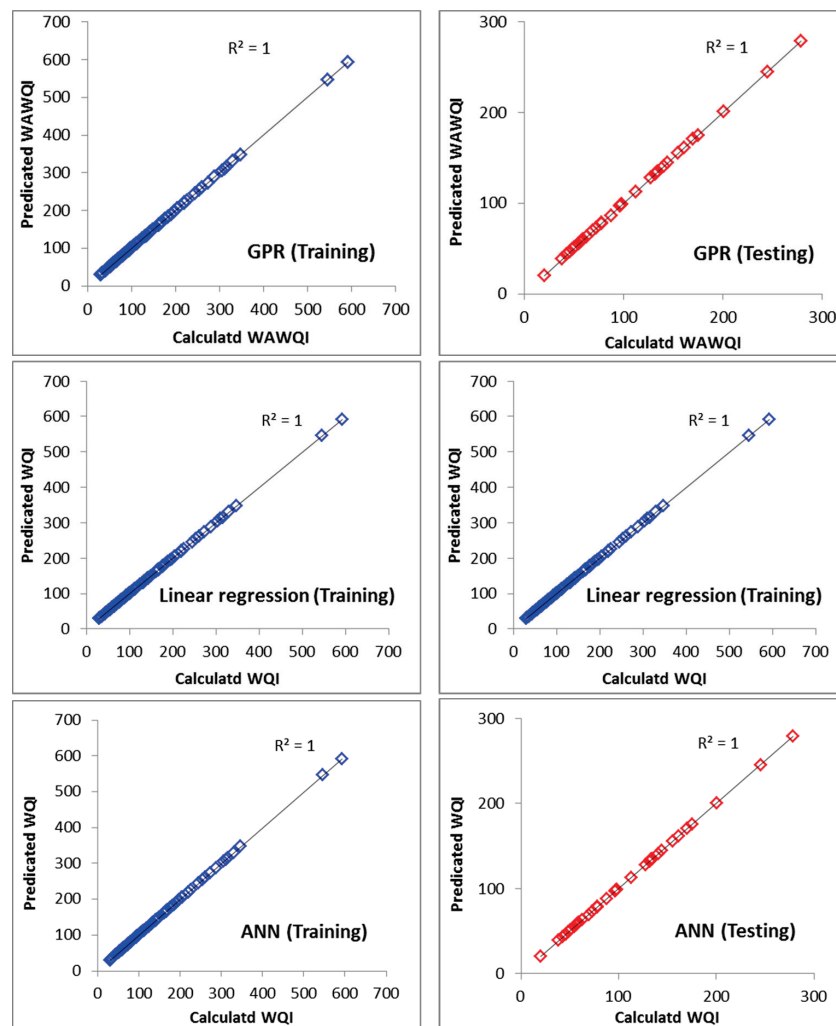 700
600
500
400
300
200
100
0
Predicated WAWQI
R² = 1
GPR (Training)
0 100 200 300 400 500 600 700
Calculatd WAWQI
300
200
100
0
Predicated WAWQI
R² = 1
GPR (Testing)
0 100 200 300
Calculatd WAWQI
700
600
500
400
300
200
100
0
Predicated WQI
R² = 1
Linear regression (Training)
0 100 200 300 400 500 600 700
Calculatd WQI
700
600
500
400
300
200
100
0
Predicated WQI
R² = 1
Linear regression (Training)
0 100 200 300 400 500 600 700
Calculatd WQI
700
600
500
400
300
200
100
0
Predicated WQI
R² = 1
ANN (Training)
0 100 200 300 400 500 600 700
Calculatd WQI
300
200
100
0
Predicated WQI
R² = 1
ANN (Testing)
0 100 200 300
Calculatd WQI